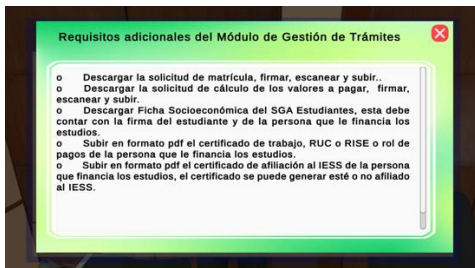 Requisitos adicionales del Módulo de Gestión de Trámites
o Descargar la solicitud de matrícula, firmar, escanear y subir..
o Descargar la solicitud de cálculo de los valores a pagar, firmar,
escanear y subir.
o Descargar Ficha Socioeconómica del SGA Estudiantes, esta debe
contar con la firma del estudiante y de la persona que le financia los
estudios.
o Subir en formato pdf el certificado de trabajo, RUC o RISE o rol de
pagos de la persona que le financia los estudios.
o Subir en formato pdf el certificado de afiliación al IESS de la persona
que financia los estudios, el certificado se puede generar esté o no afiliado
al IESS.